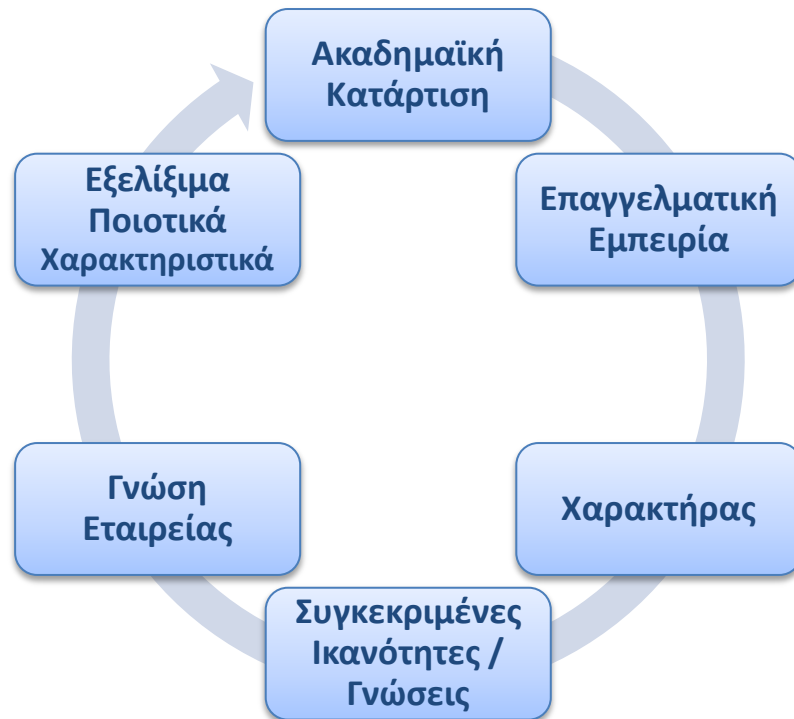 Ακαδημαϊκή
Κατάρτιση
Επαγγελματική
Εμπειρία
Χαρακτήρας
Συγκεκριμένες
Ικανότητες /
Γνώσεις
Γνώση
Εταιρείας
Εξελίξιμα
Ποιοτικά
Χαρακτηριστικά